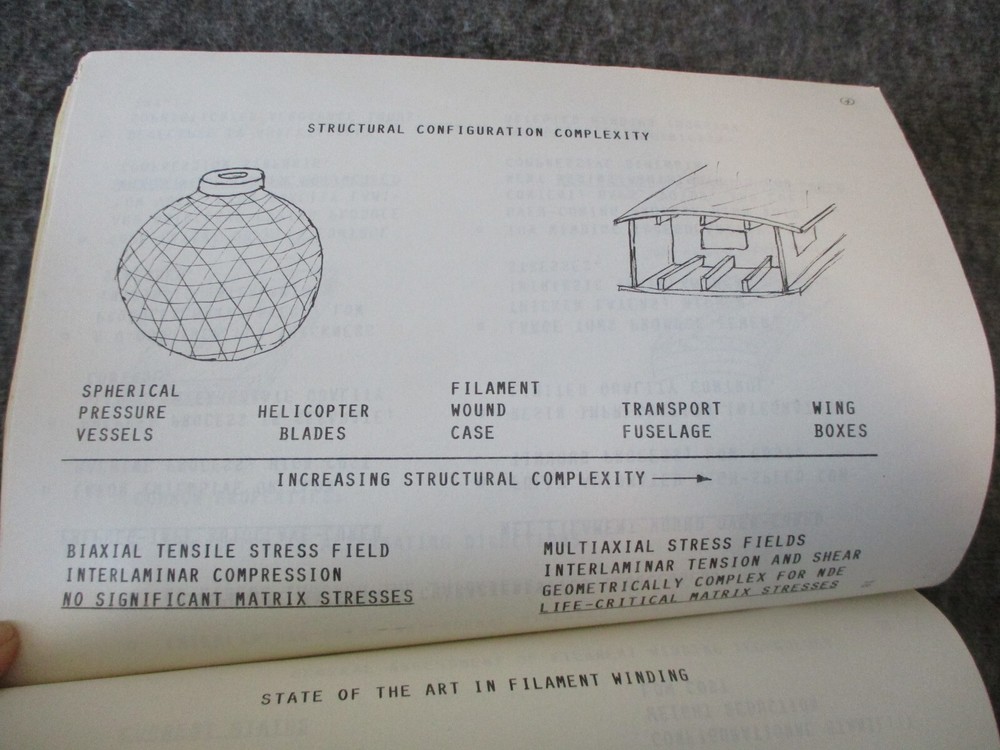 STRUCTURAL CONFIGURATION COMPLEXITY
SPHERICAL
PRESSURE
VESSELS
HELICOPTER
BLADES
FILAMENT
WOUND
CASE
TRANSPORT
FUSELAGE
WING
BOXES
INCREASING STRUCTURAL COMPLEXITY
BIAXIAL TENSILE STRESS FIELD
INTERLAMINAR COMPRESSION
NO SIGNIFICANT MATRIX STRESSES
MULTIAXIAL STRESS FIELDS
INTERLAMINAR TENSION AND SHEAR
GEOMETRICALLY COMPLEX FOR NDE
LIFE-CRITICAL MATRIX STRESSES
STATE OF THE ART IN FILAMENT WINDING